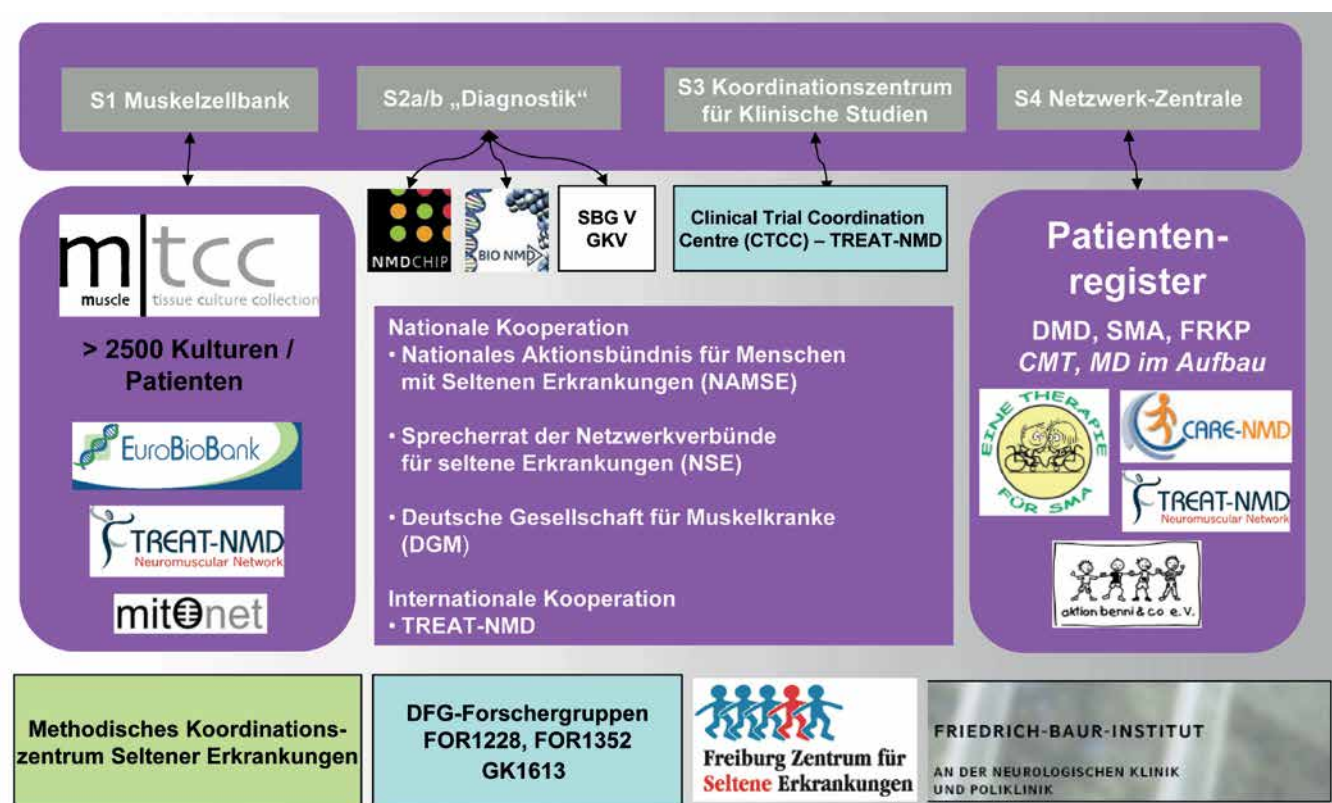 S1 Muskelzellbank
S2a/b „Diagnostik“
S3 Koordinationszentrum
für Klinische Studien
S4 Netzwerk-Zentrale
m|tcc
muscle tissue culture collection
> 2500 Kulturen /
Patienten
EuroBioBank
TREAT-NMD
Neuromuscular Network
mitonet
NMDCHIP
BIO NMD
SBG V
GKV
Clinical Trial Coordination
Centre (CTCC) – TREAT-NMD
Nationale Kooperation
• Nationales Aktionsbündnis für Menschen
mit Seltenen Erkrankungen (NAMSE)
• Sprecherrat der Netzwerkverbünde
für seltene Erkrankungen (NSE)
• Deutsche Gesellschaft für Muskelkranke
(DGM)
Internationale Kooperation
• TREAT-NMD
Patienten-
register
DMD, SMA, FRKP
CMT, MD im Aufbau
EINE THERAPIE
FÜR SMA
CARE-NMD
TREAT-NMD
Neuromuscular Network
aktion benni & co e.V.
Methodisches Koordinations-
zentrum Seltener Erkrankungen
DFG-Forschergruppen
FOR1228, FOR1352
GK1613
Freiburg Zentrum für
Seltene Erkrankungen
FRIEDRICH-BAUR-INSTITUT
AN DER NEUROLOGISCHEN KLINIK
UND POLIKLINIK